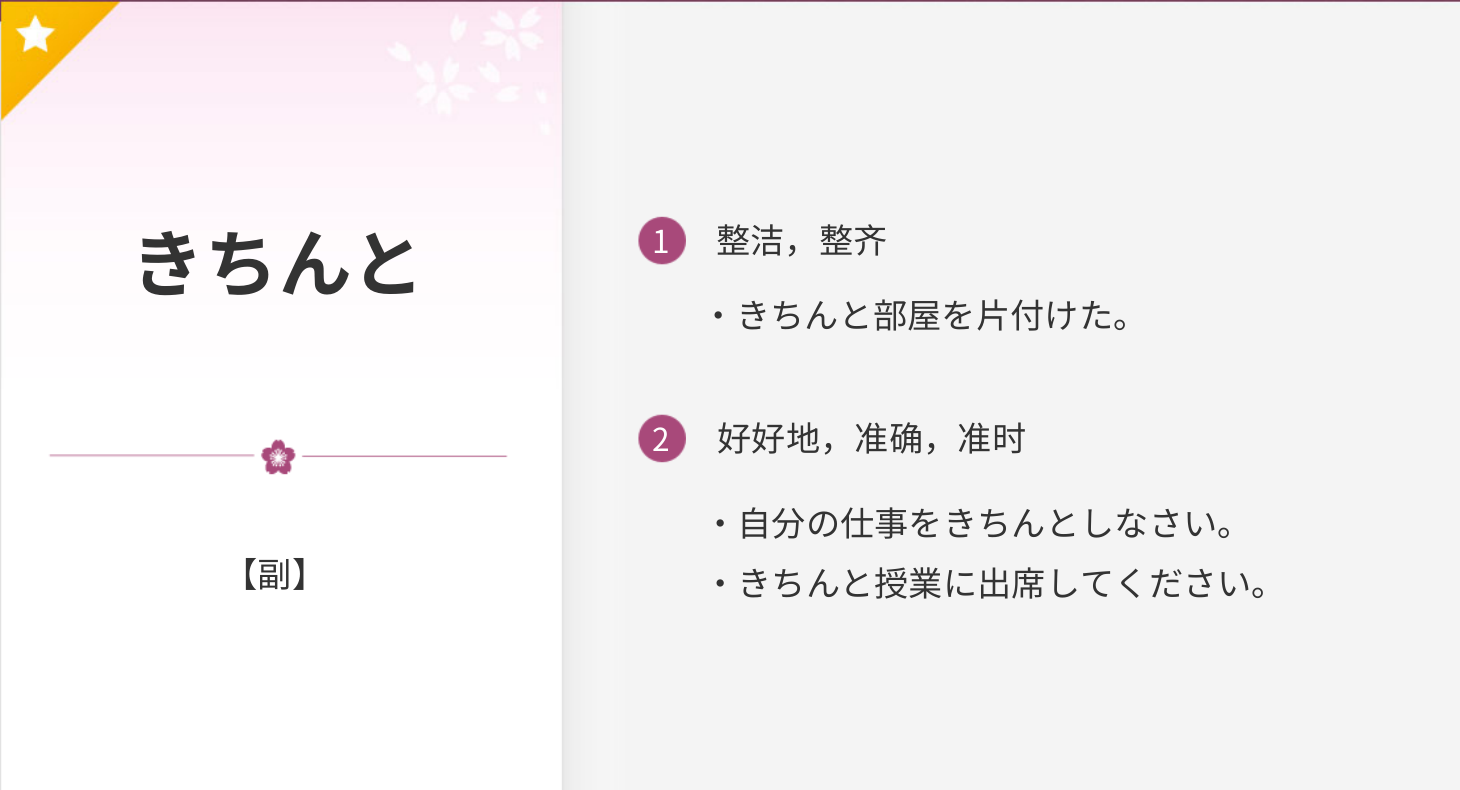 きちんと
【副】
1 整洁，整齐
・きちんと部屋を片付けた。
2 好好地，准确，准时
・自分の仕事をきちんとしなさい。
・きちんと授業に出席してください。